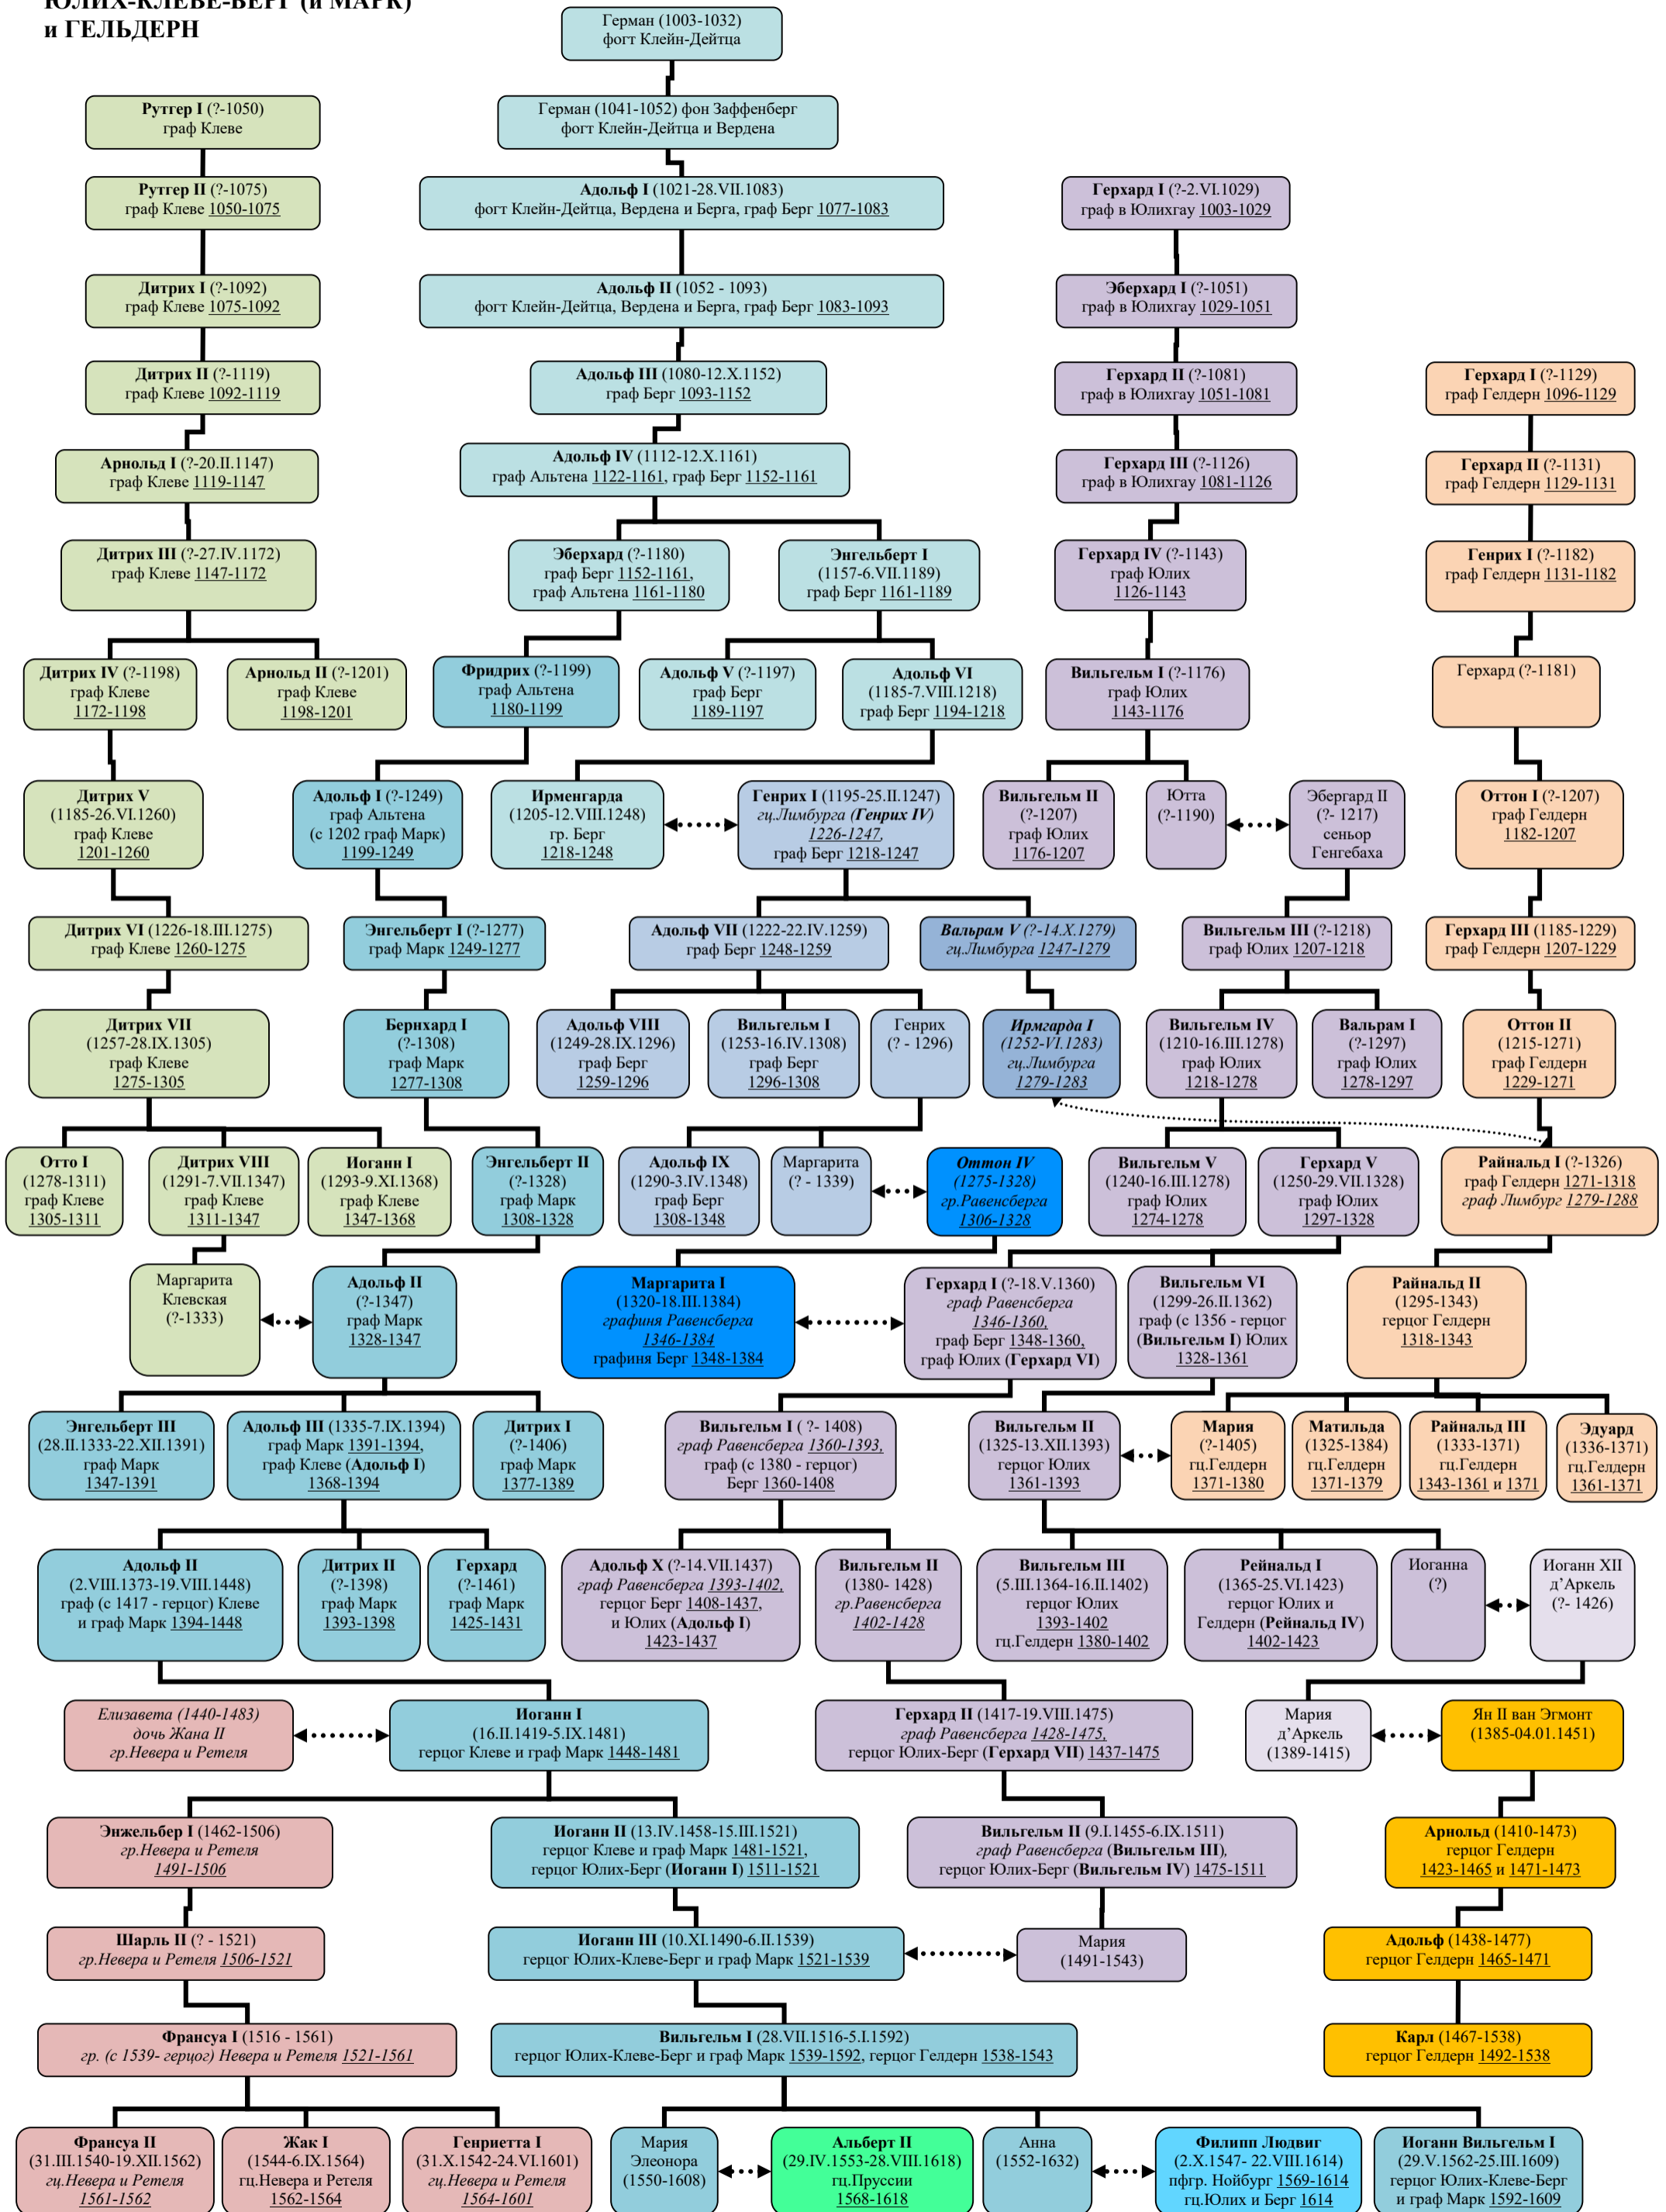 ЮЛИХ-КЛЕВЕ-БЕРГ (и МАРК)
и ГЕЛЬДЕРН
Герман (1003-1032)
фогт Клейн-Дейтца
Рутгер I (?-1050)
граф Клеве
Герман (1041-1052) фон Заффенберг
фогт Клейн-Дейтца и Вердена
Рутгер II (?-1075)
граф Клеве 1050-1075
Адольф I (1021-28.VII.1083)
фогт Клейн-Дейтца, Вердена и Берга, граф Берг 1077-1083
Герхард I (?-2.VI.1029)
граф в Юлихгау 1003-1029
Дитрих I (?-1092)
граф Клеве 1075-1092
Адольф II (1052 - 1093)
фогт Клейн-Дейтца, Вердена и Берга, граф Берг 1083-1093
Эберхард I (?-1051)
граф в Юлихгау 1029-1051
Дитрих II (?-1119)
граф Клеве 1092-1119
Адольф III (1080-12.X.1152)
граф Берг 1093-1152
Герхард II (?-1081)
граф в Юлихгау 1051-1081
Герхард I (?-1129)
граф Гелдерн 1096-1129
Арнольд I (?-20.II.1147)
граф Клеве 1119-1147
Адольф IV (1112-12.X.1161)
граф Альтена 1122-1161, граф Берг 1152-1161
Герхард III (?-1126)
граф в Юлихгау 1081-1126
Герхард II (?-1131)
граф Гелдерн 1129-1131
Дитрих III (?-27.IV.1172)
граф Клеве 1147-1172
Эберхард (?-1180)
граф Берг 1152-1161,
граф Альтена 1161-1180
Энгельберт I
(1157-6.VII.1189)
граф Берг 1161-1189
Герхард IV (?-1143)
граф Юлих
1126-1143
Генрих I (?-1182)
граф Гелдерн 1131-1182
Дитрих IV (?-1198)
граф Клеве
1172-1198
Арнольд II (?-1201)
граф Клеве
1198-1201
Фридрих (?-1199)
граф Альтена
1180-1199
Адольф V (?-1197)
граф Берг
1189-1197
Адольф VI
(1185-7.VIII.1218)
граф Берг 1194-1218
Вильгельм I (?-1176)
граф Юлих
1143-1176
Герхард (?-1181)
Дитрих V
(1185-26.VI.1260)
граф Клеве
1201-1260
Адольф I (?-1249)
граф Альтена
(с 1202 граф Марк)
1199-1249
Ирменгарда
(1205-12.VIII.1248)
гр. Берг
1218-1248
Генрих I (1195-25.II.1247)
гц.Лимбурга (Генрих IV)
1226-1247,
граф Берг 1218-1247
Вильгельм II
(?-1207)
граф Юлих
1176-1207
Ютта
(?-1190)
Эбергард II
(?- 1217)
сеньор
Генгебаха
Оттон I (?-1207)
граф Гелдерн
1182-1207
Дитрих VI (1226-18.III.1275)
граф Клеве 1260-1275
Энгельберт I (?-1277)
граф Марк 1249-1277
Адольф VII (1222-22.IV.1259)
граф Берг 1248-1259
Вальрам V (?-14.X.1279)
гц.Лимбурга 1247-1279
Вильгельм III (?-1218)
граф Юлих 1207-1218
Герхард III (1185-1229)
граф Гелдерн 1207-1229
Дитрих VII
(1257-28.IX.1305)
граф Клеве
1275-1305
Бернхард I
(?-1308)
граф Марк
1277-1308
Адольф VIII
(1249-28.IX.1296)
граф Берг
1259-1296
Вильгельм I
(1253-16.IV.1308)
граф Берг
1296-1308
Генрих
(? - 1296)
Ирмгарда I
(1252-VI.1283)
гц.Лимбурга
1279-1283
Вильгельм IV
(1210-16.III.1278)
граф Юлих
1218-1278
Вальрам I
(?-1297)
граф Юлих
1278-1297
Оттон II
(1215-1271)
граф Гелдерн
1229-1271
Отто I
(1278-1311)
граф Клеве
1305-1311
Дитрих VIII
(1291-7.VII.1347)
граф Клеве
1311-1347
Иоганн I
(1293-9.XI.1368)
граф Клеве
1347-1368
Энгельберт II
(?-1328)
граф Марк
1308-1328
Адольф IX
(1290-3.IV.1348)
граф Берг
1308-1348
Маргарита
(? - 1339)
Оттон IV
(1275-1328)
гр.Равенсберга
1306-1328
Вильгельм V
(1240-16.III.1278)
граф Юлих
1274-1278
Герхард V
(1250-29.VII.1328)
граф Юлих
1297-1328
Райнальд I (?-1326)
граф Гелдерн 1271-1318
граф Лимбург 1279-1288
Маргарита
Клевская
(?-1333)
Адольф II
(?-1347)
граф Марк
1328-1347
Маргарита I
(1320-18.III.1384)
графиня Равенсберга
1346-1384
графиня Берг 1348-1384
Герхард I (?-18.V.1360)
граф Равенсберга
1346-1360,
граф Берг 1348-1360,
граф Юлих (Герхард VI)
Вильгельм VI
(1299-26.II.1362)
граф (с 1356 - герцог
(Вильгельм I) Юлих
1328-1361
Райнальд II
(1295-1343)
герцог Гелдерн
1318-1343
Энгельберт III
(28.II.1333-22.XII.1391)
граф Марк
1347-1391
Адольф III (1335-7.IX.1394)
граф Марк 1391-1394,
граф Клеве (Адольф I)
1368-1394
Дитрих I
(?-1406)
граф Марк
1377-1389
Вильгельм I ( ?- 1408)
граф Равенсберга 1360-1393,
граф (с 1380 - герцог)
Берг 1360-1408
Вильгельм II
(1325-13.XII.1393)
герцог Юлих
1361-1393
Мария
(?-1405)
гц.Гелдерн
1371-1380
Матильда
(1325-1384)
гц.Гелдерн
1371-1379
Райнальд III
(1333-1371)
гц.Гелдерн
1343-1361 и 1371
Эдуард
(1336-1371)
гц.Гелдерн
1361-1371
Адольф II
(2.VIII.1373-19.VIII.1448)
граф (с 1417 - герцог) Клеве
и граф Марк 1394-1448
Дитрих II
(?-1398)
граф Марк
1393-1398
Герхард
(?-1461)
граф Марк
1425-1431
Адольф X (?-14.VII.1437)
граф Равенсберга 1393-1402,
герцог Берг 1408-1437,
и Юлих (Адольф I)
1423-1437
Вильгельм II
(1380- 1428)
гр.Равенсберга
1402-1428
Вильгельм III
(5.III.1364-16.II.1402)
герцог Юлих
1393-1402
гц.Гелдерн 1380-1402
Рейнальд I
(1365-25.VI.1423)
герцог Юлих и
Гелдерн (Рейнальд IV)
1402-1423
Иоганна
(?)
Иоганн XII
д’Аркель
(?- 1426)
Елизавета (1440-1483)
дочь Жана II
гр.Невера и Ретеля
Иоганн I
(16.II.1419-5.IX.1481)
герцог Клеве и граф Марк 1448-1481
Герхард II (1417-19.VIII.1475)
граф Равенсберга 1428-1475,
герцог Юлих-Берг (Герхард VII) 1437-1475
Мария
д’Аркель
(1389-1415)
Ян II ван Эгмонт
(1385-04.01.1451)
Энжельбер I (1462-1506)
гр.Невера и Ретеля
1491-1506
Иоганн II (13.IV.1458-15.III.1521)
герцог Клеве и граф Марк 1481-1521,
герцог Юлих-Берг (Иоганн I) 1511-1521
Вильгельм II (9.I.1455-6.IX.1511)
граф Равенсберга (Вильгельм III),
герцог Юлих-Берг (Вильгельм IV) 1475-1511
Арнольд (1410-1473)
герцог Гелдерн
1423-1465 и 1471-1473
Шарль II (? - 1521)
гр.Невера и Ретеля 1506-1521
Иоганн III (10.XI.1490-6.II.1539)
герцог Юлих-Клеве-Берг и граф Марк 1521-1539
Мария
(1491-1543)
Адольф (1438-1477)
герцог Гелдерн 1465-1471
Франсуа I (1516 - 1561)
гр. (с 1539- герцог) Невера и Ретеля 1521-1561
Вильгельм I (28.VII.1516-5.I.1592)
герцог Юлих-Клеве-Берг и граф Марк 1539-1592, герцог Гелдерн 1538-1543
Карл (1467-1538)
герцог Гелдерн 1492-1538
Франсуа II
(31.III.1540-19.XII.1562)
гц.Невера и Ретеля
1561-1562
Жак I
(1544-6.IX.1564)
гц.Невера и Ретеля
1562-1564
Генриетта I
(31.X.1542-24.VI.1601)
гц.Невера и Ретеля
1564-1601
Мария
Элеонора
(1550-1608)
Альберт II
(29.IV.1553-28.VIII.1618)
гц.Пруссии
1568-1618
Анна
(1552-1632)
Филипп Людвиг
(2.X.1547- 22.VIII.1614)
пфгр. Нойбург 1569-1614
гц.Юлих и Берг 1614
Иоганн Вильгельм I
(29.V.1562-25.III.1609)
герцог Юлих-Клеве-Берг
и граф Марк 1592-1609